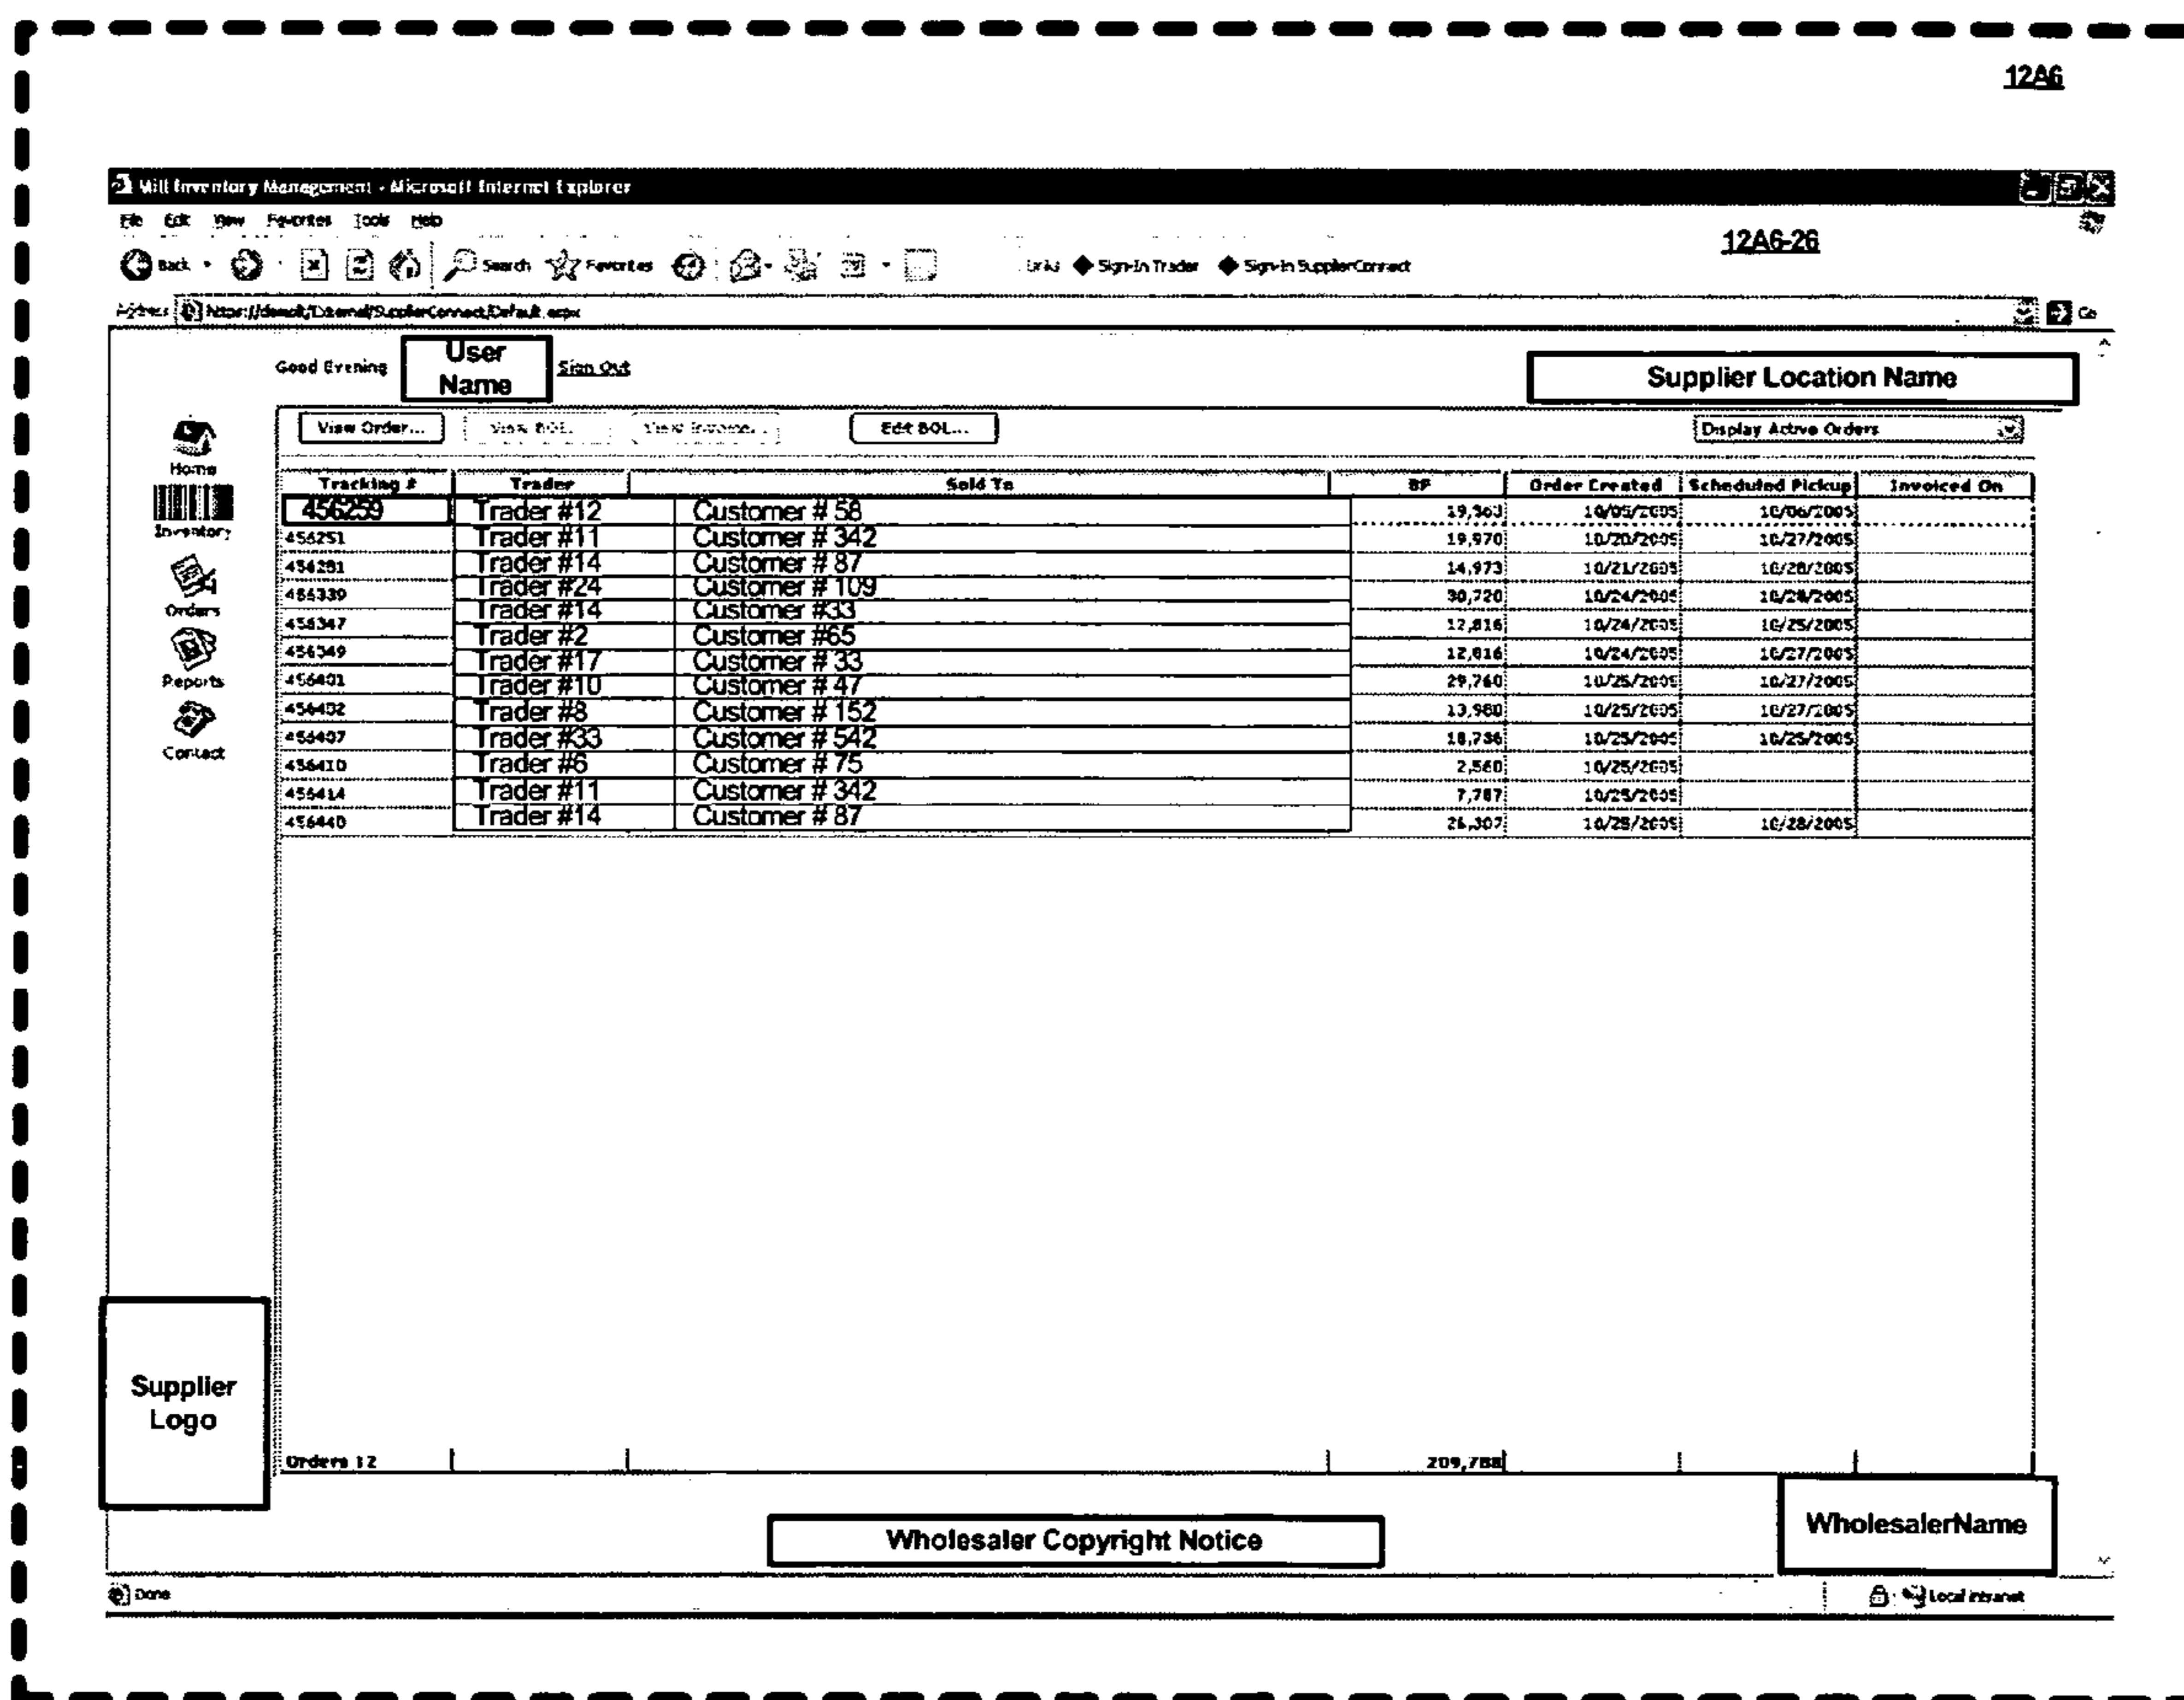 12A6
Mill Inventory Management - Microsoft Internet Explorer
File Edit View Favorites Tools Help
12A6-26
Back Search Favorites Links Sign-In Trader Sign-In SupplierConnect
Address Go
Good Evening User Name Sign Out Supplier Location Name
View Order... View BOL... View Invoice... Edit BOL... Display Active Orders
Home
Inventory
Orders
Reports
Contact
Tracking # Trader Sold To BF Order Created Scheduled Pickup Invoiced On
456259 Trader #12 Customer # 58 19,363 10/05/2005 10/06/2005
456251 Trader #11 Customer # 342 19,970 10/20/2005 10/27/2005
456281 Trader #14 Customer # 87 14,973 10/21/2005 10/28/2005
456339 Trader #24 Customer # 109 30,720 10/24/2005 10/28/2005
456347 Trader #14 Customer #33 12,816 10/24/2005 10/25/2005
456349 Trader #2 Customer #65 12,816 10/24/2005 10/27/2005
456401 Trader #17 Customer # 33 29,760 10/25/2005 10/27/2005
456402 Trader #10 Customer # 47 13,980 10/25/2005 10/27/2005
456407 Trader #8 Customer # 152 18,736 10/25/2005 10/25/2005
456410 Trader #33 Customer # 542 2,560 10/25/2005
456414 Trader #6 Customer # 75 7,787 10/25/2005
456440 Trader #11 Customer # 342 26,307 10/25/2005 10/28/2005
Trader #14 Customer # 87
Supplier
Logo
Orders 12 209,788
Wholesaler Copyright Notice
WholesalerName
Done Local intranet